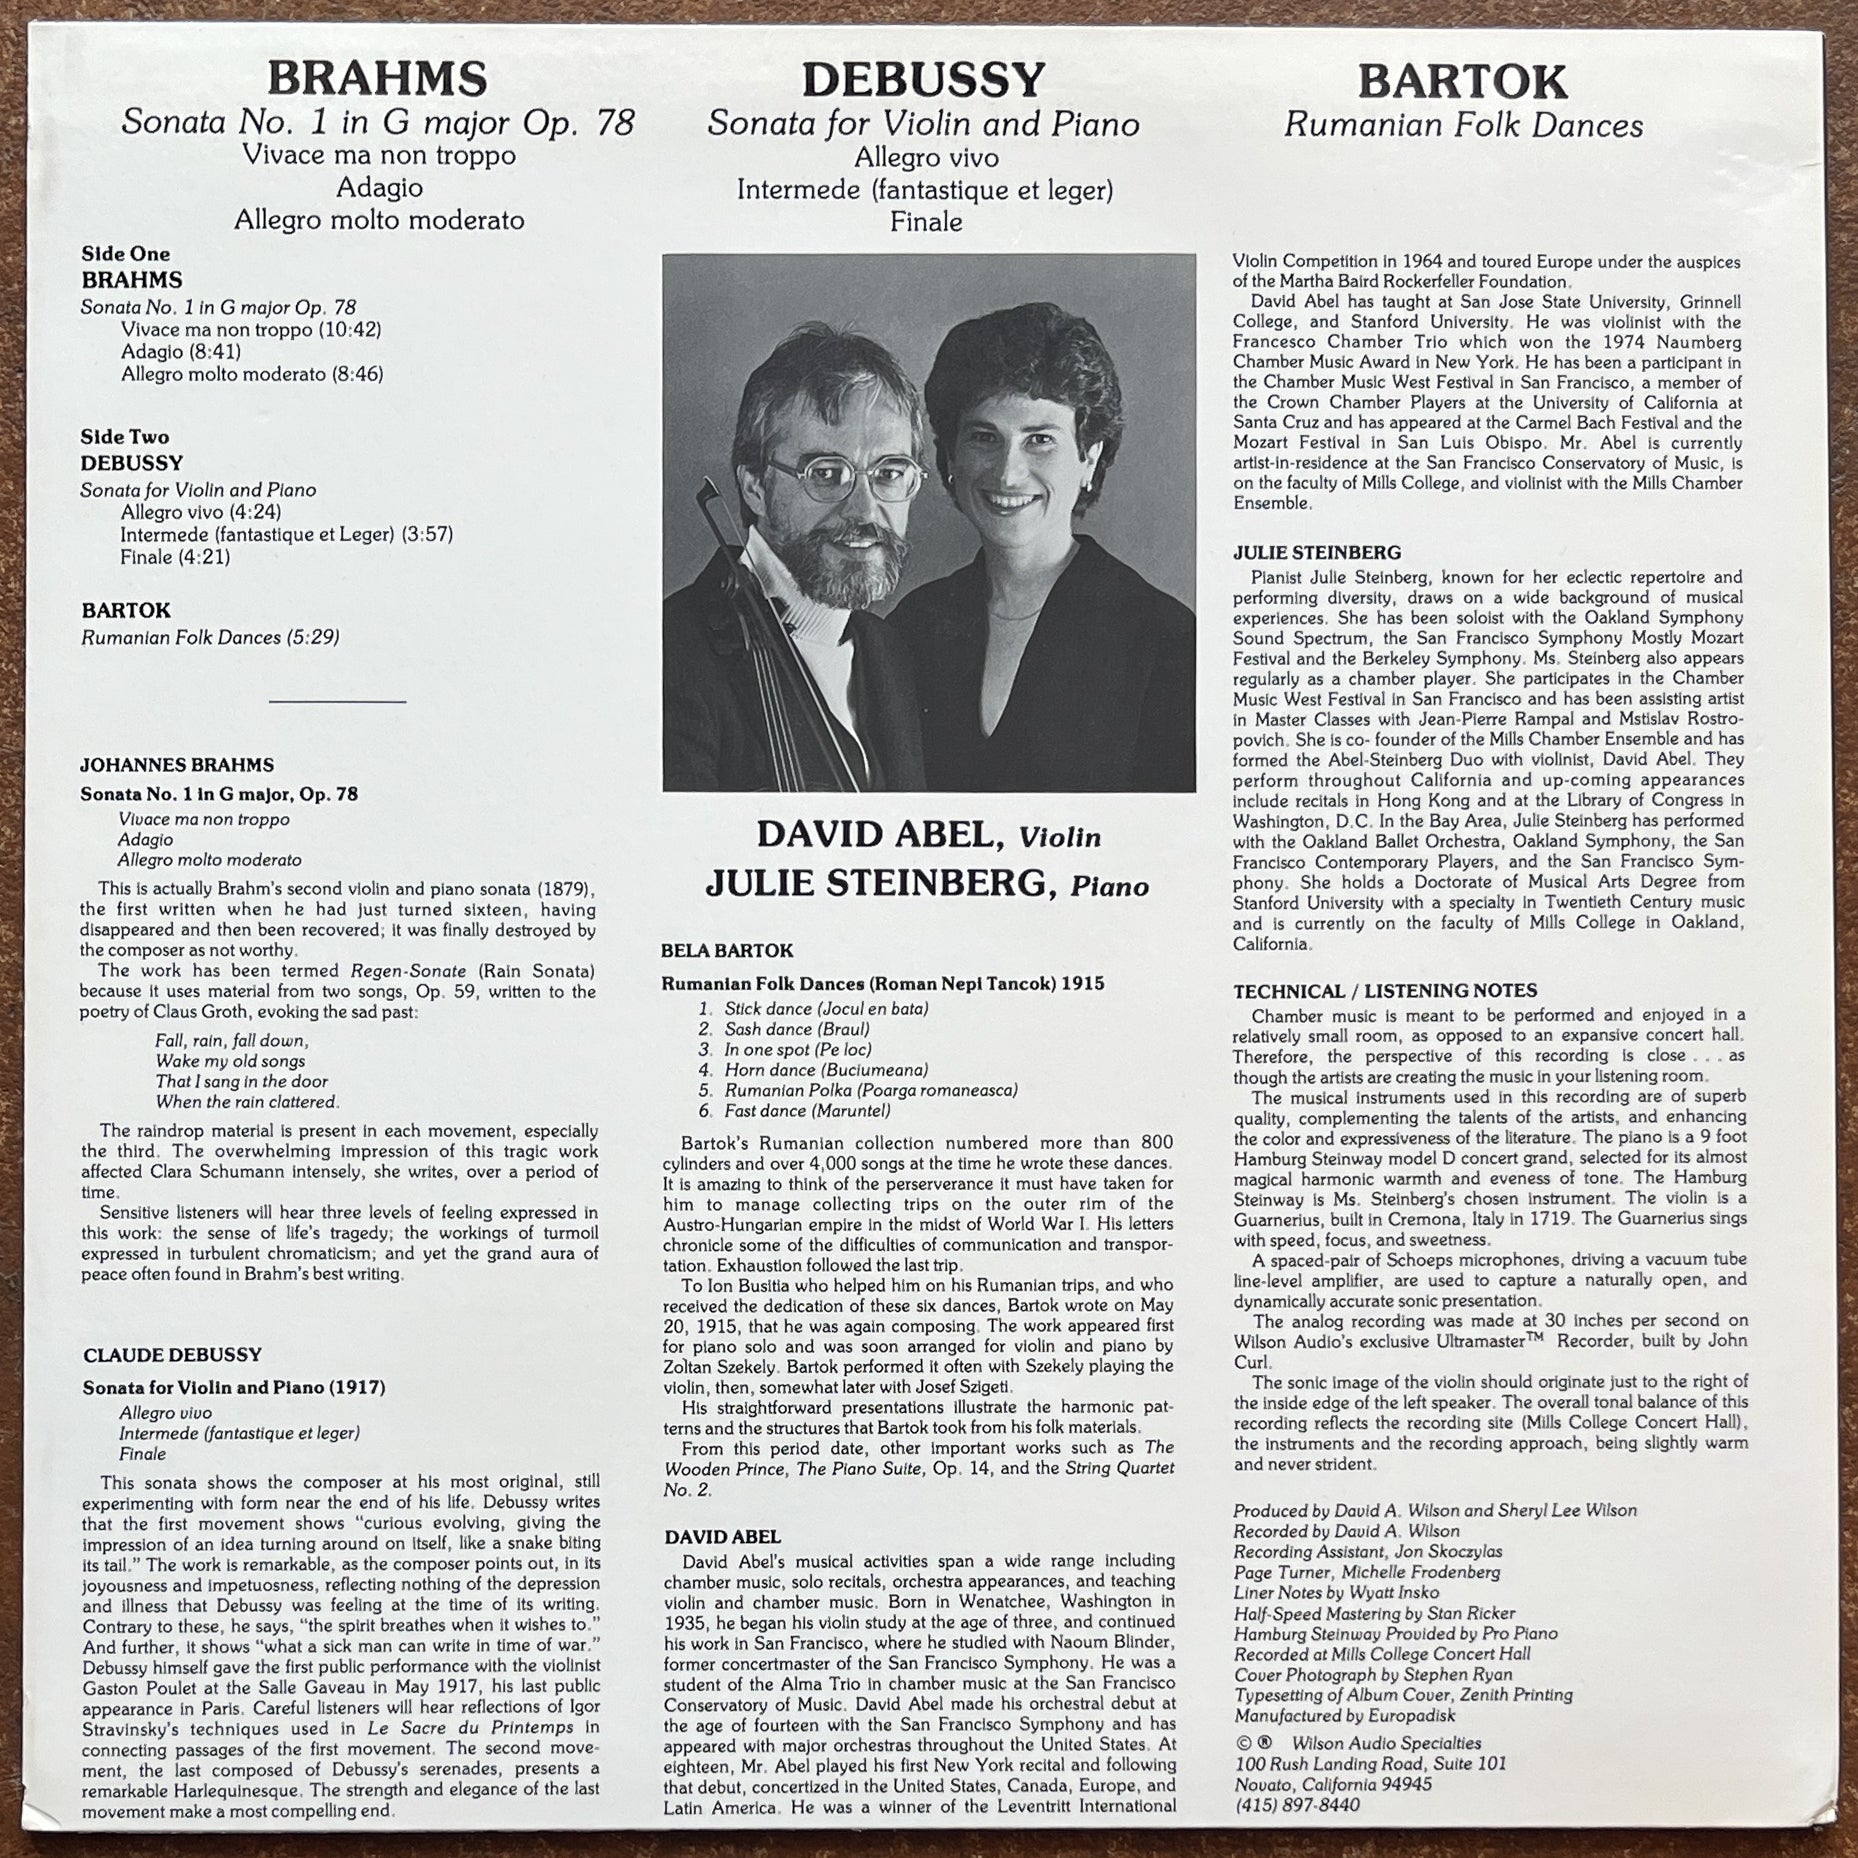 BRAHMS
Sonata No. 1 in G major Op. 78
Vivace ma non troppo
Adagio
Allegro molto moderato
DEBUSSY
Sonata for Violin and Piano
Allegro vivo
Intermede (fantastique et leger)
Finale
BARTOK
Rumanian Folk Dances
Side One
BRAHMS
Sonata No. 1 in G major Op. 78
Vivace ma non troppo (10:42)
Adagio (8:41)
Allegro molto moderato (8:46)
Side Two
DEBUSSY
Sonata for Violin and Piano
Allegro vivo (4:24)
Intermede (fantastique et Leger) (3:57)
Finale (4:21)
BARTOK
Rumanian Folk Dances (5:29)
JOHANNES BRAHMS
Sonata No. 1 in G major, Op. 78
Vivace ma non troppo
Adagio
Allegro molto moderato
This is actually Brahm's second violin and piano sonata (1879),
the first written when he had just turned sixteen, having
disappeared and then been recovered; it was finally destroyed by
the composer as not worthy.
The work has been termed Regen-Sonate (Rain Sonata)
because it uses material from two songs, Op. 59, written to the
poetry of Claus Groth, evoking the sad past:
Fall, rain, fall down,
Wake my old songs
That I sang in the door
When the rain clattered.
The raindrop material is present in each movement, especially
the third. The overwhelming impression of this tragic work
affected Clara Schumann intensely, she writes, over a period of
time.
Sensitive listeners will hear three levels of feeling expressed in
this work: the sense of life's tragedy; the workings of turmoil
expressed in turbulent chromaticism; and yet the grand aura of
peace often found in Brahm's best writing.
CLAUDE DEBUSSY
Sonata for Violin and Piano (1917)
Allegro vivo
Intermede (fantastique et leger)
Finale
This sonata shows the composer at his most original, still
experimenting with form near the end of his life. Debussy writes
that the first movement shows "curious evolving, giving the
impression of an idea turning around on itself, like a snake biting
its tail." The work is remarkable, as the composer points out, in its
joyousness and impetuosness, reflecting nothing of the depression
and illness that Debussy was feeling at the time of its writing.
Contrary to these, he says, "the spirit breathes when it wishes to."
And further, it shows "what a sick man can write in time of war."
Debussy himself gave the first public performance with the violinist
Gaston Poulet at the Salle Gaveau in May 1917, his last public
appearance in Paris. Careful listeners will hear reflections of Igor
Stravinsky's techniques used in Le Sacre du Printemps in
connecting passages of the first movement. The second move-
ment, the last composed of Debussy's serenades, presents a
remarkable Harlequinesque. The strength and elegance of the last
movement make a most compelling end.
DAVID ABEL, Violin
JULIE STEINBERG, Piano
BELA BARTOK
Rumanian Folk Dances (Roman Nepi Tancok) 1915
1. Stick dance (Jocul en bata)
2. Sash dance (Braul)
3. In one spot (Pe loc)
4. Horn dance (Buciumeana)
5. Rumanian Polka (Poarga romaneasca)
6. Fast dance (Maruntel)
Bartok's Rumanian collection numbered more than 800
cylinders and over 4,000 songs at the time he wrote these dances.
It is amazing to think of the perserverance it must have taken for
him to manage collecting trips on the outer rim of the
Austro-Hungarian empire in the midst of World War I. His letters
chronicle some of the difficulties of communication and transpor-
tation. Exhaustion followed the last trip.
To Ion Busitia who helped him on his Rumanian trips, and who
received the dedication of these six dances, Bartok wrote on May
20, 1915, that he was again composing. The work appeared first
for piano solo and was soon arranged for violin and piano by
Zoltan Szekely. Bartok performed it often with Szekely playing the
violin, then, somewhat later with Josef Szigeti.
His straightforward presentations illustrate the harmonic pat-
terns and the structures that Bartok took from his folk materials.
From this period date, other important works such as The
Wooden Prince, The Piano Suite, Op. 14, and the String Quartet
No. 2.
DAVID ABEL
David Abel's musical activities span a wide range including
chamber music, solo recitals, orchestra appearances, and teaching
violin and chamber music. Born in Wenatchee, Washington in
1935, he began his violin study at the age of three, and continued
his work in San Francisco, where he studied with Naoum Blinder,
former concertmaster of the San Francisco Symphony. He was a
student of the Alma Trio in chamber music at the San Francisco
Conservatory of Music. David Abel made his orchestral debut at
the age of fourteen with the San Francisco Symphony and has
appeared with major orchestras throughout the United States. At
eighteen, Mr. Abel played his first New York recital and following
that debut, concertized in the United States, Canada, Europe, and
Latin America. He was a winner of the Leventritt International
Violin Competition in 1964 and toured Europe under the auspices
of the Martha Baird Rockerfeller Foundation.
David Abel has taught at San Jose State University, Grinnell
College, and Stanford University. He was violinist with the
Francesco Chamber Trio which won the 1974 Naumberg
Chamber Music Award in New York. He has been a participant in
the Chamber Music West Festival in San Francisco, a member of
the Crown Chamber Players at the University of California at
Santa Cruz and has appeared at the Carmel Bach Festival and the
Mozart Festival in San Luis Obispo. Mr. Abel is currently
artist-in-residence at the San Francisco Conservatory of Music, is
on the faculty of Mills College, and violinist with the Mills Chamber
Ensemble.
JULIE STEINBERG
Pianist Julie Steinberg, known for her eclectic repertoire and
performing diversity, draws on a wide background of musical
experiences. She has been soloist with the Oakland Symphony
Sound Spectrum, the San Francisco Symphony Mostly Mozart
Festival and the Berkeley Symphony. Ms. Steinberg also appears
regularly as a chamber player. She participates in the Chamber
Music West Festival in San Francisco and has been assisting artist
in Master Classes with Jean-Pierre Rampal and Mstislav Rostro-
povich. She is co- founder of the Mills Chamber Ensemble and has
formed the Abel-Steinberg Duo with violinist, David Abel. They
perform throughout California and up-coming appearances
include recitals in Hong Kong and at the Library of Congress in
Washington, D.C. In the Bay Area, Julie Steinberg has performed
with the Oakland Ballet Orchestra, Oakland Symphony, the San
Francisco Contemporary Players, and the San Francisco Sym-
phony. She holds a Doctorate of Musical Arts Degree from
Stanford University with a specialty in Twentieth Century music
and is currently on the faculty of Mills College in Oakland,
California.
TECHNICAL / LISTENING NOTES
Chamber music is meant to be performed and enjoyed in a
relatively small room, as opposed to an expansive concert hall.
Therefore, the perspective of this recording is close . . . as
though the artists are creating the music in your listening room.
The musical instruments used in this recording are of superb
quality, complementing the talents of the artists, and enhancing
the color and expressiveness of the literature. The piano is a 9 foot
Hamburg Steinway model D concert grand, selected for its almost
magical harmonic warmth and eveness of tone. The Hamburg
Steinway is Ms. Steinberg's chosen instrument. The violin is a
Guarnerius, built in Cremona, Italy in 1719. The Guarnerius sings
with speed, focus, and sweetness.
A spaced-pair of Schoeps microphones, driving a vacuum tube
line-level amplifier, are used to capture a naturally open, and
dynamically accurate sonic presentation.
The analog recording was made at 30 inches per second on
Wilson Audio's exclusive Ultramaster™ Recorder, built by John
Curl.
The sonic image of the violin should originate just to the right of
the inside edge of the left speaker. The overall tonal balance of this
recording reflects the recording site (Mills College Concert Hall),
the instruments and the recording approach, being slightly warm
and never strident.
Produced by David A. Wilson and Sheryl Lee Wilson
Recorded by David A. Wilson
Recording Assistant, Jon Skoczylas
Page Turner, Michelle Frodenberg
Liner Notes by Wyatt Insko
Half-Speed Mastering by Stan Ricker
Hamburg Steinway Provided by Pro Piano
Recorded at Mills College Concert Hall
Cover Photograph by Stephen Ryan
Typesetting of Album Cover, Zenith Printing
Manufactured by Europadisk
© ® Wilson Audio Specialties
100 Rush Landing Road, Suite 101
Novato, California 94945
(415) 897-8440